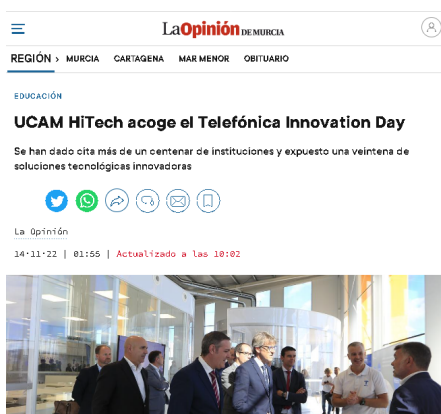 LaOpinión DE MURCIA
REGIÓN › MURCIA CARTAGENA MAR MENOR OBITUARIO
EDUCACIÓN
UCAM HiTech acoge el Telefónica Innovation Day
Se han dado cita más de un centenar de instituciones y expuesto una veintena de
soluciones tecnológicas innovadoras
La Opinión
14·11·22 | 01:55 | Actualizado a las 10:02